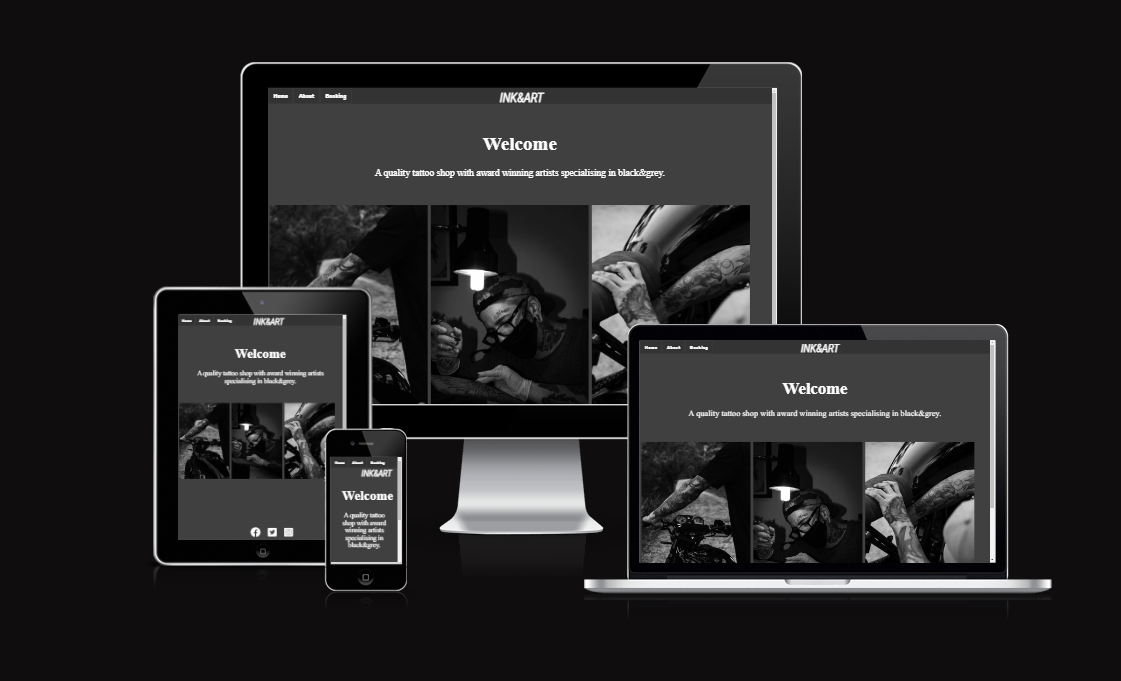 Home About Booking INK&ART
Welcome
A quality tattoo shop with award winning artists specialising in black&grey.
Home About Booking INK&ART
Welcome
A quality tattoo shop with award winning artists
specialising in black&grey.
Home About Booking
INK&ART
Welcome
A quality tattoo
shop with award
winning artists
specialising in
black&grey.
Home About Booking INK&ART
Welcome
A quality tattoo shop with award winning artists specialising in black&grey.